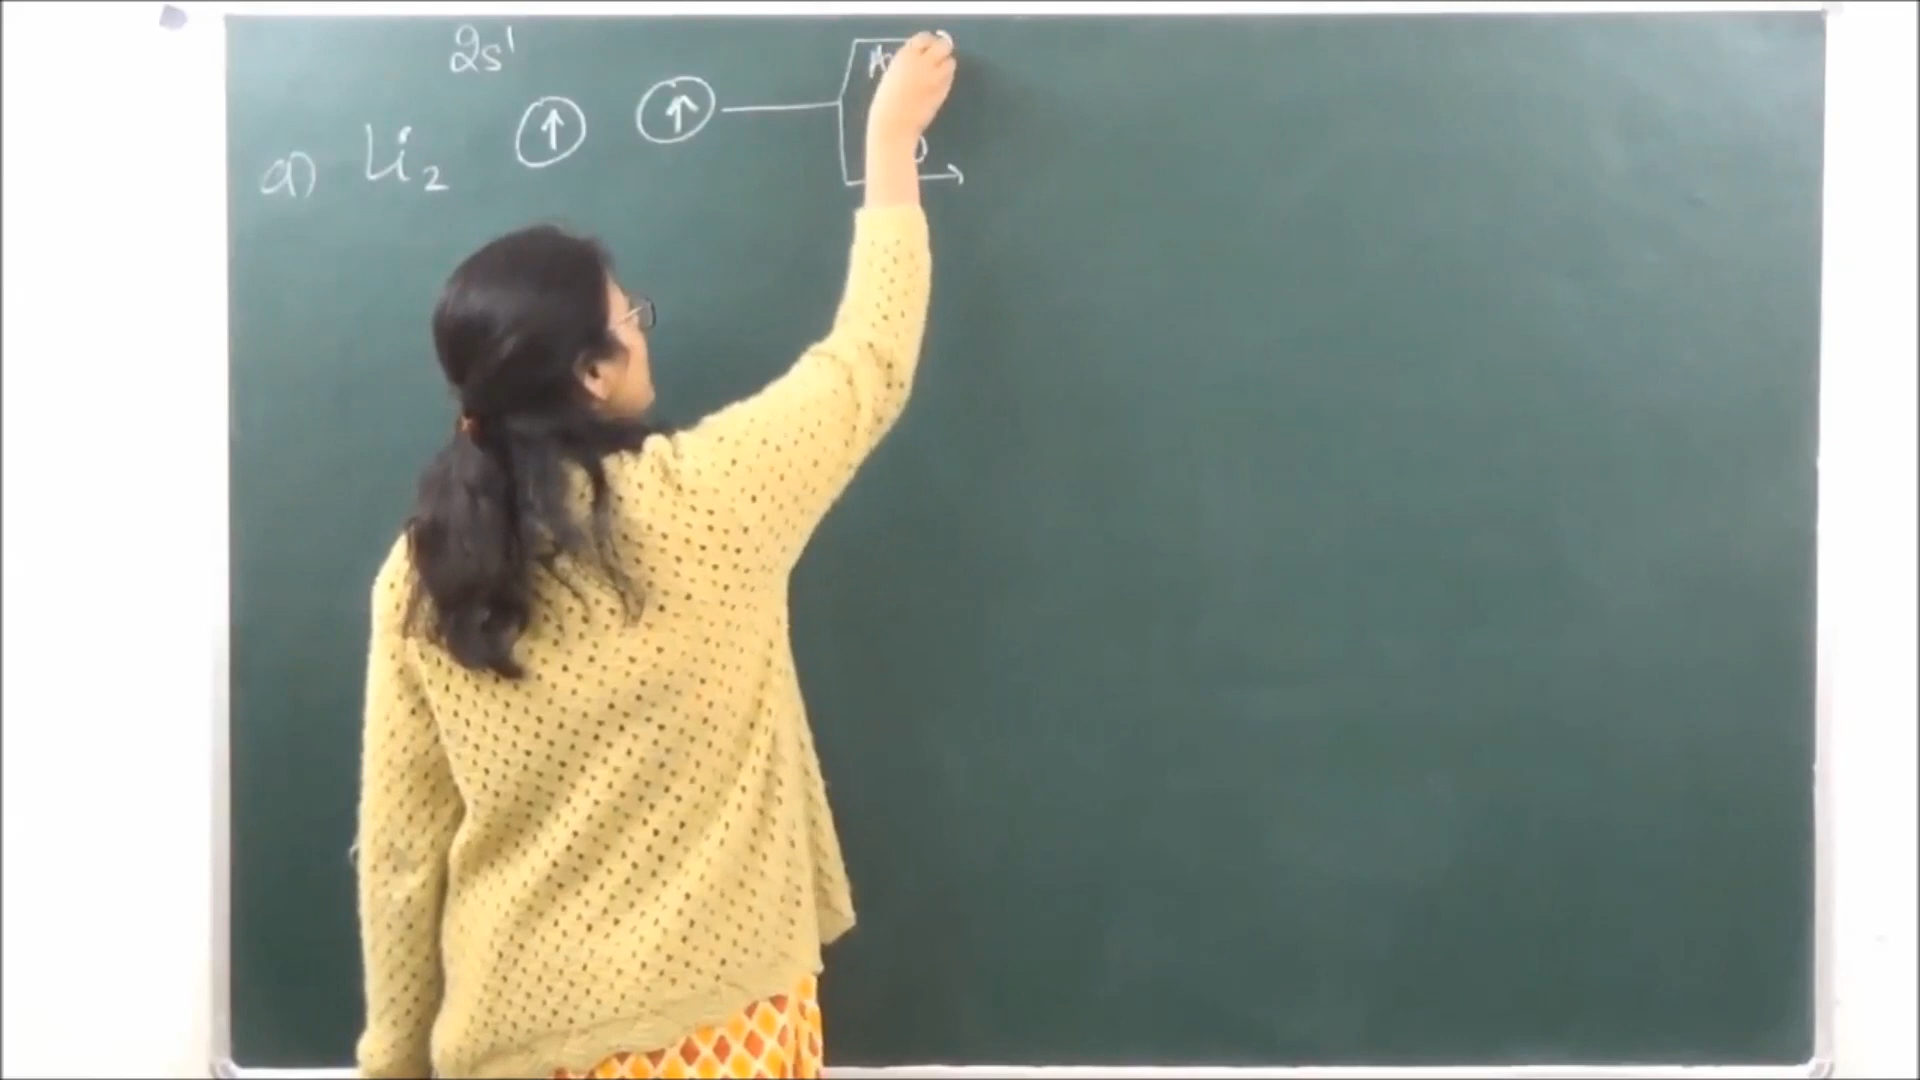 2s¹
a) Li₂ ↑ ↑